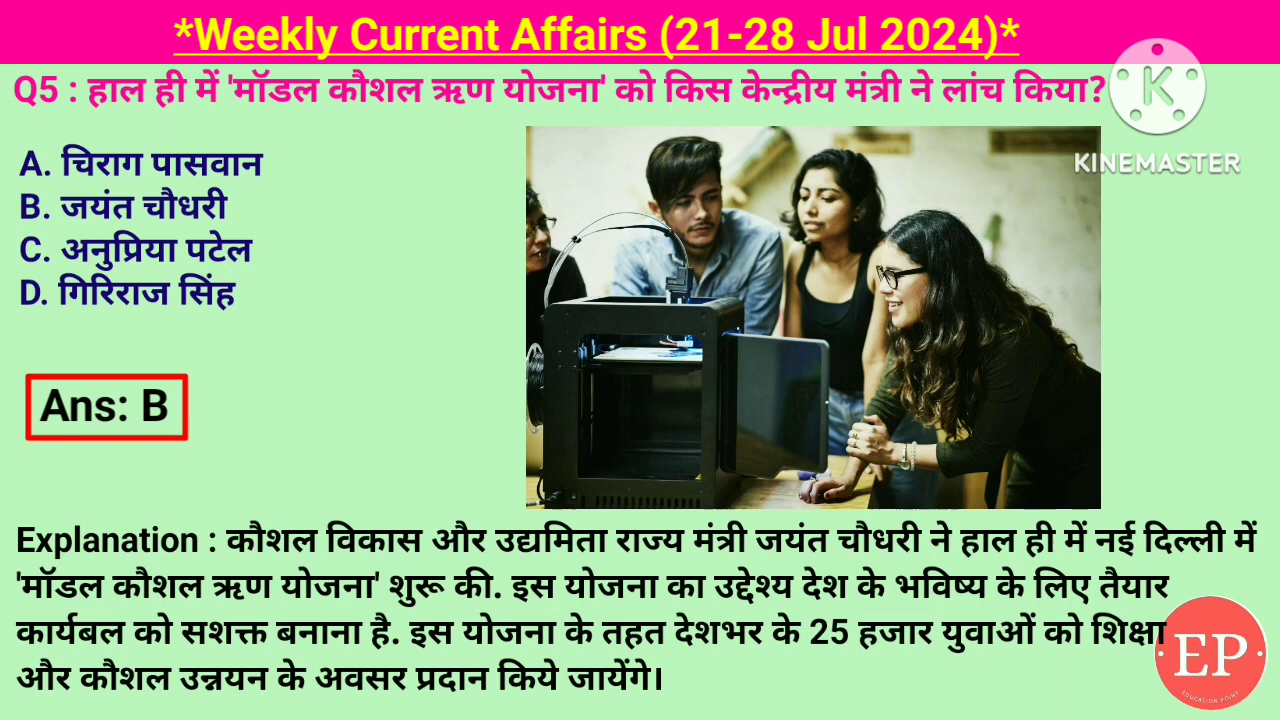 *Weekly Current Affairs (21-28 Jul 2024)*
Q5 : हाल ही में 'मॉडल कौशल ऋण योजना' को किस केन्द्रीय मंत्री ने लांच किया?
K
KINEMASTER
A. चिराग पासवान
B. जयंत चौधरी
C. अनुप्रिया पटेल
D. गिरिराज सिंह
Ans: B
Explanation : कौशल विकास और उद्यमिता राज्य मंत्री जयंत चौधरी ने हाल ही में नई दिल्ली में
'मॉडल कौशल ऋण योजना' शुरू की. इस योजना का उद्देश्य देश के भविष्य के लिए तैयार
कार्यबल को सशक्त बनाना है. इस योजना के तहत देशभर के 25 हजार युवाओं को शिक्षा
और कौशल उन्नयन के अवसर प्रदान किये जायेंगे।
EP
EDUCATION POINT